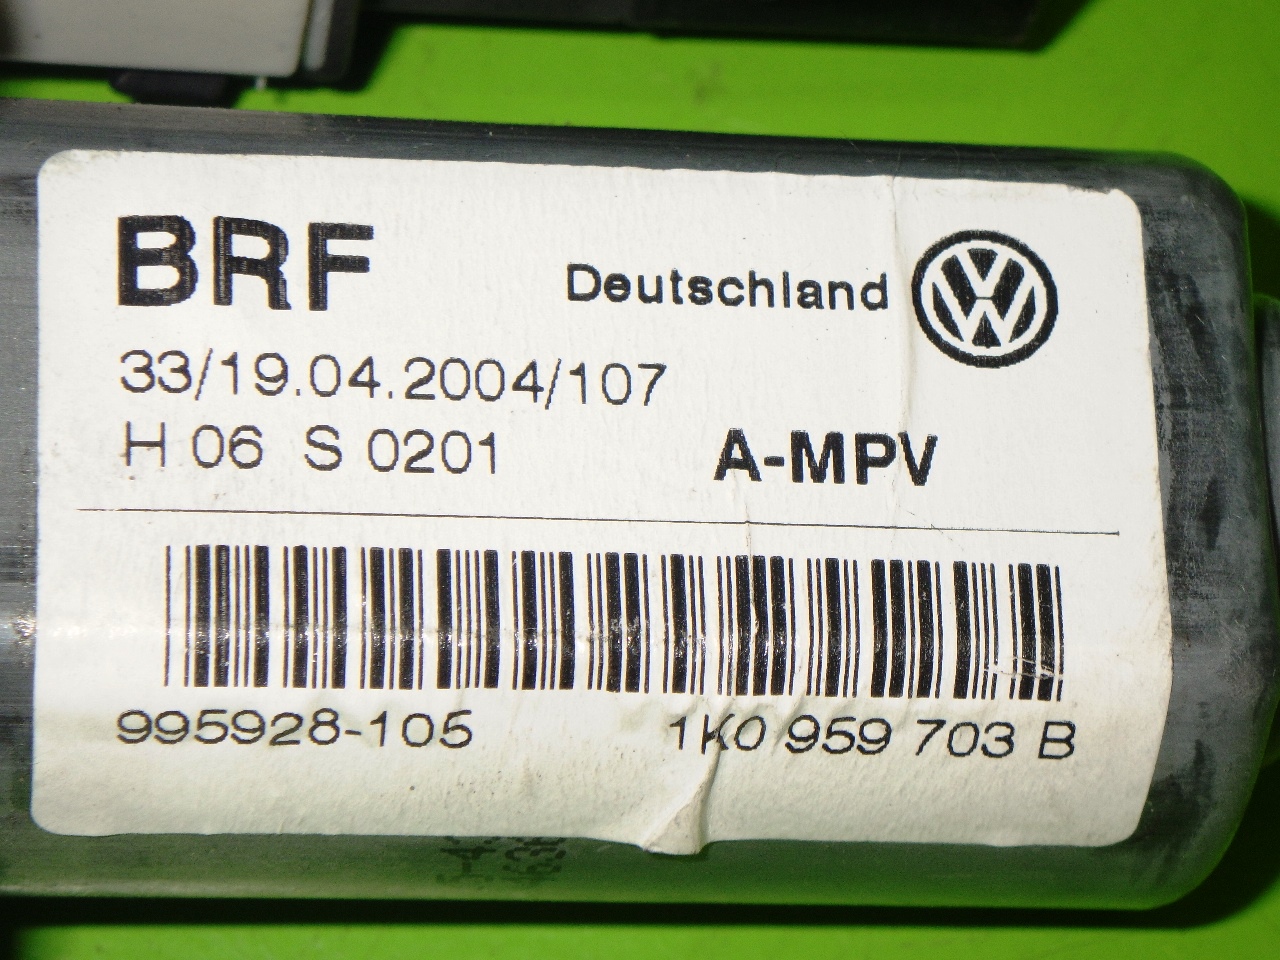 BRF
Deutschland
33/19.04.2004/107
H 06 S 0201
A-MPV
995928-105
1K0 959 703 B